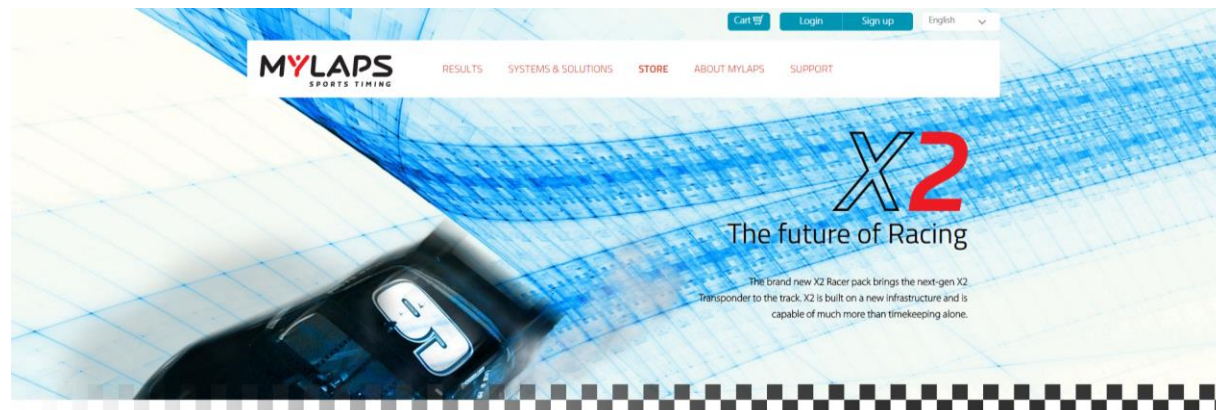 Cart
Login
Sign up
English
MYLAPS
SPORTS TIMING
RESULTS
SYSTEMS & SOLUTIONS
STORE
ABOUT MYLAPS
SUPPORT
X2
The future of Racing
The brand new X2 Racer pack brings the next-gen X2
Transponder to the track. X2 is built on a new infrastructure and is
capable of much more than timekeeping alone.
9